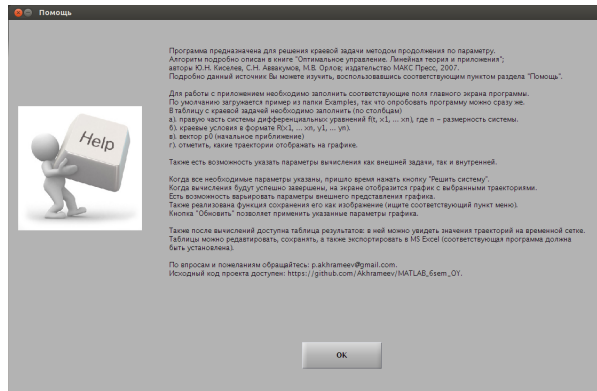 Помощь
Программа предназначена для решения краевой задачи методом продолжения по параметру.
Алгоритм подробно описан в книге "Оптимальное управление. Линейная теория и приложения";
авторы Ю.Н. Киселев, С.Н. Аввакумов, М.В. Орлов; издательство МАКС Пресс, 2007.
Подробно данный источник Вы можете изучить, воспользовавшись соответствующим пунктом раздела "Помощь".
Для работы с приложением необходимо заполнить соответствующие поля главного экрана программы.
По умолчанию загружается пример из папки Examples, так что опробовать программу можно сразу же.
В таблицу с краевой задачей необходимо заполнить (по столбцам)
а). правую часть системы дифференциальных уравнений f(t, x1, ... xn), где n – размерность системы.
б). краевые условия в формате R(x1, ... xn, y1, ... yn).
в). вектор p0 (начальное приближение)
г). отметить, какие траектории отображать на графике.
Также есть возможность указать параметры вычисления как внешней задачи, так и внутренней.
Когда все необходимые параметры указаны, пришло время нажать кнопку "Решить систему".
Когда вычисления будут успешно завершены, на экране отобразится график с выбранными траекториями.
Есть возможность варьировать параметры внешнего представления графика.
Также реализована функция сохранения его как изображение (ищите соответствующий пункт меню).
Кнопка "Обновить" позволяет применить указанные параметры графика.
Также после вычислений доступна таблица результатов: в ней можно увидеть значения траекторий на временной сетке.
Таблицы можно редактировать, сохранять, а также экспортировать в MS Excel (соответствующая программа должна
быть установлена).
По вопросам и пожеланиям обращайтесь: p.akhrameev@gmail.com.
Исходный код проекта доступен: https://github.com/Akhrameev/MATLAB_6sem_OY.
Help
OK